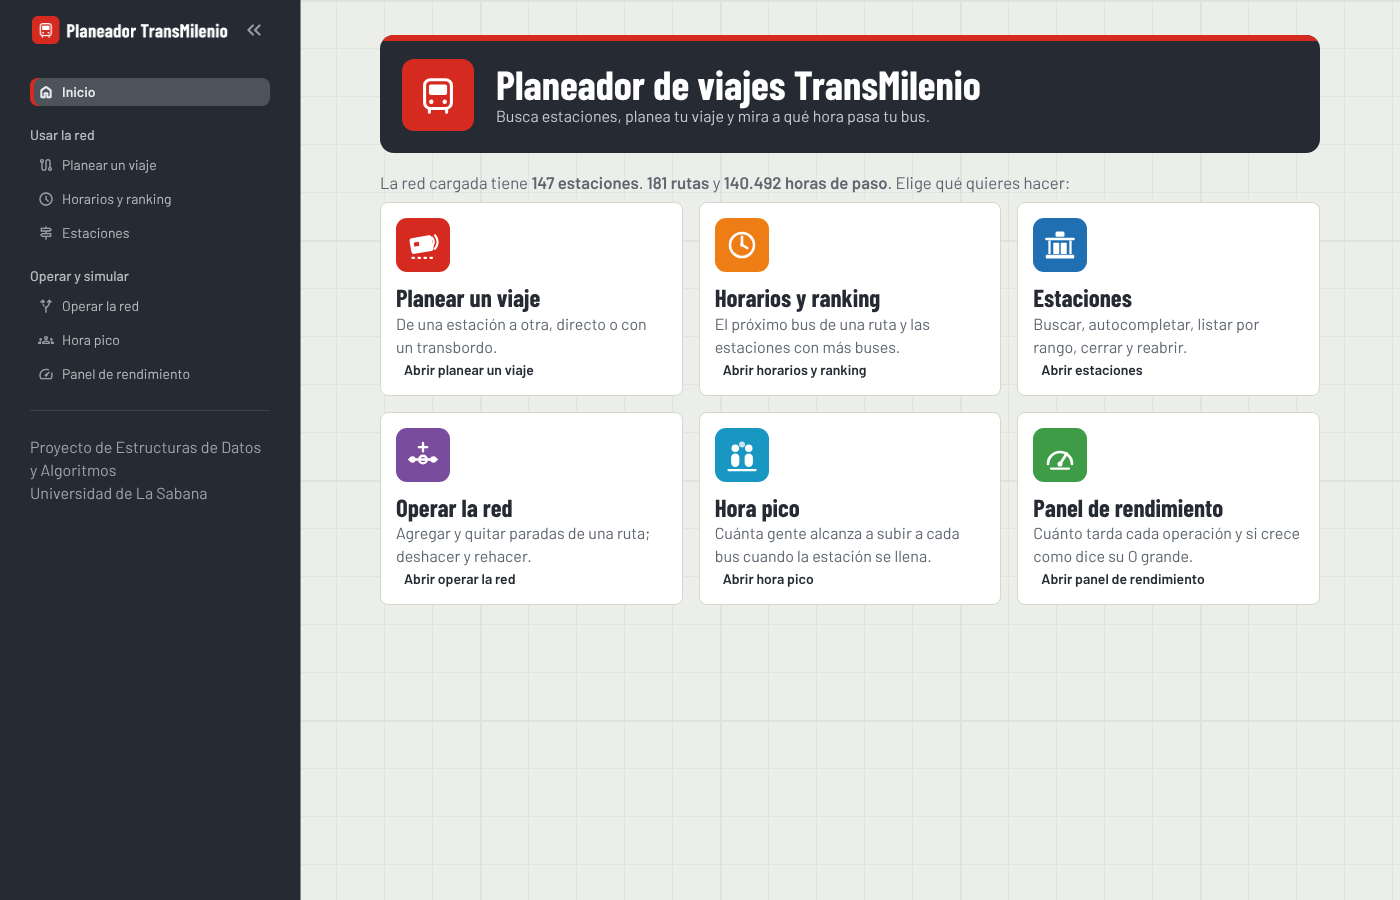 Planeador TransMilenio
Inicio
Usar la red
Planear un viaje
Horarios y ranking
Estaciones
Operar y simular
Operar la red
Hora pico
Panel de rendimiento
Proyecto de Estructuras de Datos
y Algoritmos
Universidad de La Sabana
Planeador de viajes TransMilenio
Busca estaciones, planea tu viaje y mira a qué hora pasa tu bus.
La red cargada tiene 147 estaciones. 181 rutas y 140.492 horas de paso. Elige qué quieres hacer:
Planear un viaje
De una estación a otra, directo o con
un transbordo.
Abrir planear un viaje
Horarios y ranking
El próximo bus de una ruta y las
estaciones con más buses.
Abrir horarios y ranking
Estaciones
Buscar, autocompletar, listar por
rango, cerrar y reabrir.
Abrir estaciones
Operar la red
Agregar y quitar paradas de una ruta;
deshacer y rehacer.
Abrir operar la red
Hora pico
Cuánta gente alcanza a subir a cada
bus cuando la estación se llena.
Abrir hora pico
Panel de rendimiento
Cuánto tarda cada operación y si crece
como dice su O grande.
Abrir panel de rendimiento